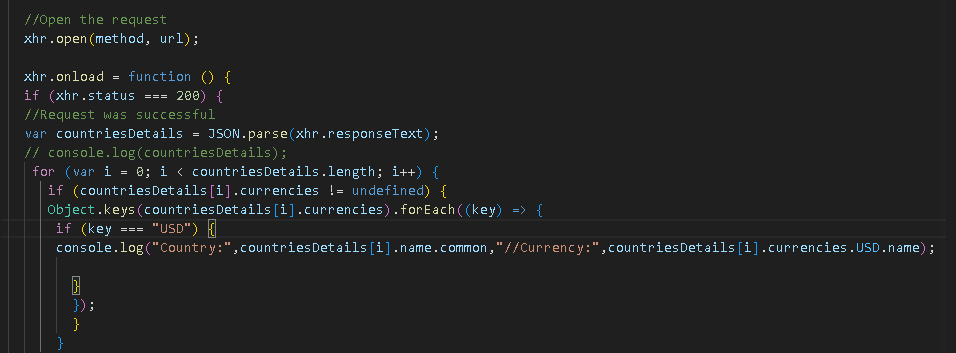 //Open the request
xhr.open(method, url);
xhr.onload = function () {
if (xhr.status === 200) {
//Request was successful
var countriesDetails = JSON.parse(xhr.responseText);
// console.log(countriesDetails);
for (var i = 0; i < countriesDetails.length; i++) {
if (countriesDetails[i].currencies != undefined) {
Object.keys(countriesDetails[i].currencies).forEach((key) => {
if (key === "USD") {
console.log("Country:",countriesDetails[i].name.common,"//Currency:",countriesDetails[i].currencies.USD.name);
}
});
}
}